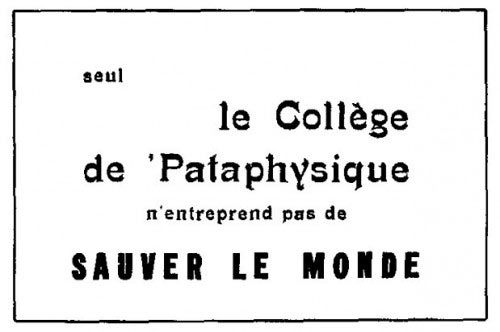 seul
le Collège
de 'Pataphysique
n'entreprend pas de
SAUVER LE MONDE